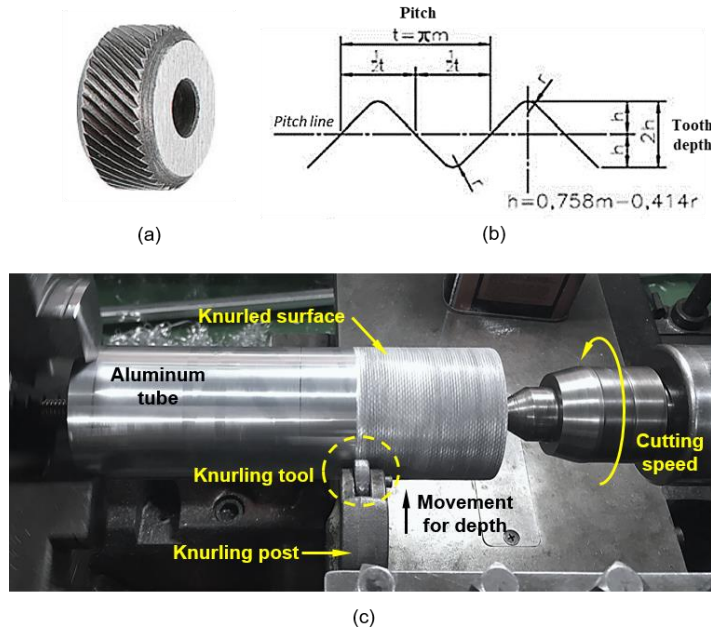 Pitch
t=πm
½t
½t
r
Pitch line
h
h
2h
Tooth
depth
r
h=0,758m-0,414r
(a)
(b)
Knurled surface
Aluminum
tube
Knurling tool
Cutting
speed
Movement
for depth
Knurling post
(c)